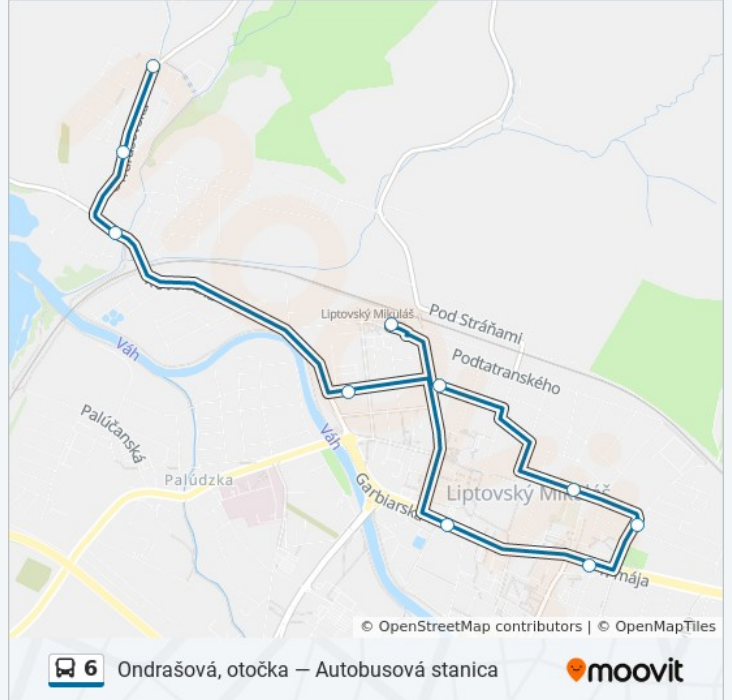 Liptovský Mikuláš
Pod Stráňami
Podtatranského
Váh
Palúčanská
Váh
Palúdzka
Garbiarska
Liptovský Mikuláš
mája
© OpenStreetMap contributors | © OpenMapTiles
6 Ondrašová, otočka — Autobusová stanica
moovit